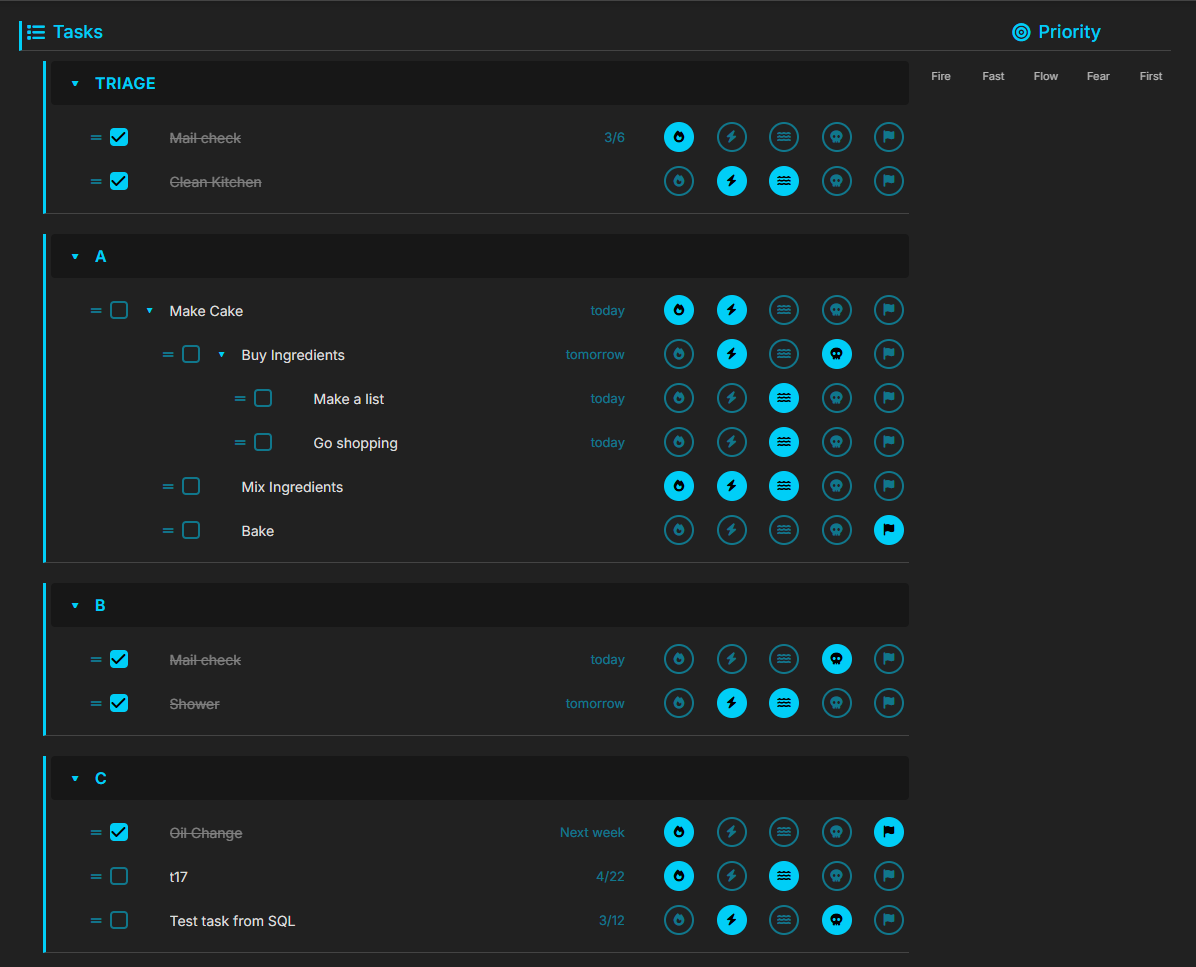 Tasks Priority
TRIAGE Fire Fast Flow Fear First
Mail check 3/6
Clean Kitchen
A
Make Cake today
Buy Ingredients tomorrow
Make a list today
Go shopping today
Mix Ingredients
Bake
B
Mail check today
Shower tomorrow
C
Oil Change Next week
t17 4/22
Test task from SQL 3/12